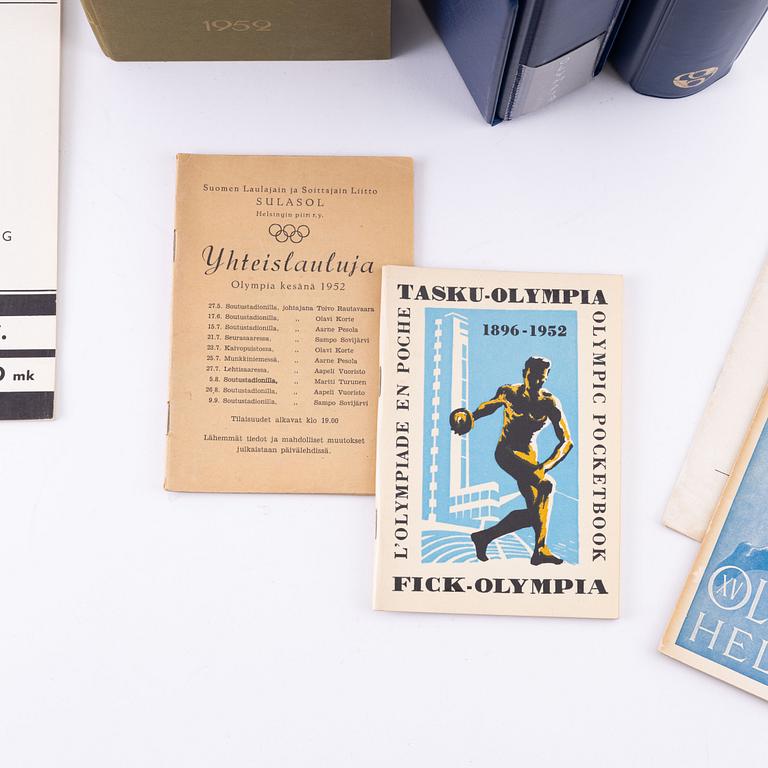 1952
G
.
0 mk
Suomen Laulajain ja Soittajain Liitto
SULASOL
Helsingin piiri r.y.
Yhteislauluja
Olympia kesänä 1952
27.5. Soutustadionilla, johtajana Toivo Rautavaara
17.6. Soutustadionilla, „ Olavi Korte
15.7. Soutustadionilla, „ Aarne Pesola
21.7. Seurasaaressa, „ Sampo Sovijärvi
23.7. Kaivopuistossa, „ Olavi Korte
25.7. Munkkiniemessä, „ Aarne Pesola
27.7. Lehtisaaressa, „ Aapeli Vuoristo
5.8. Soutustadionilla, „ Martti Turunen
26.8. Soutustadionilla, „ Aapeli Vuoristo
9.9. Soutustadionilla, „ Sampo Sovijärvi
Tilaisuudet alkavat klo 19.00
Lähemmät tiedot ja mahdolliset muutokset
julkaistaan päivälehdissä.
TASKU-OLYMPIA
1896-1952
L'OLYMPIADE EN POCHE
OLYMPIC POCKETBOOK
FICK-OLYMPIA
XV OL
HEL